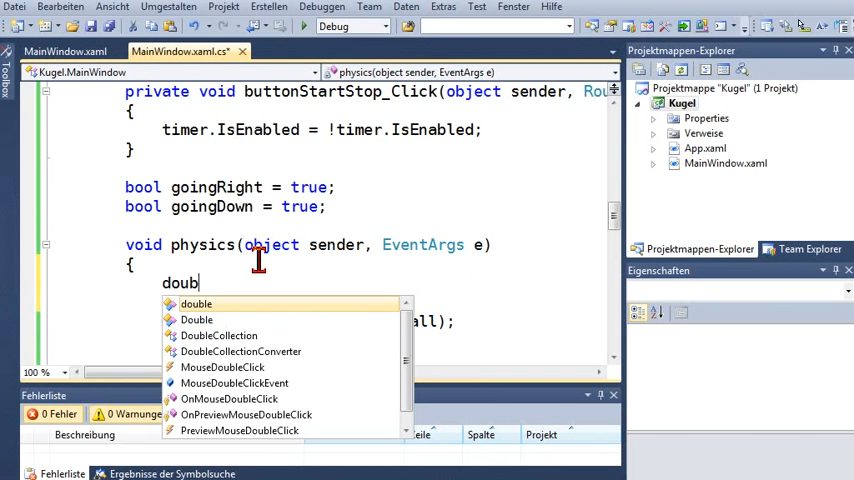 Datei Bearbeiten Ansicht Umgestalten Projekt Erstellen Debuggen Team Daten Extras Test Fenster Hilfe
Debug
MainWindow.xaml MainWindow.xaml.cs*
Kugel.MainWindow physics(object sender, EventArgs e)
private void buttonStartStop_Click(object sender, Rou
{
timer.IsEnabled = !timer.IsEnabled;
}
bool goingRight = true;
bool goingDown = true;
void physics(object sender, EventArgs e)
{
doub
double
Double
DoubleCollection
DoubleCollectionConverter
MouseDoubleClick
MouseDoubleClickEvent
OnMouseDoubleClick
OnPreviewMouseDoubleClick
PreviewMouseDoubleClick
all);
100 %
Toolbox
Fehlerliste
0 Fehler 0 Warnunge
Beschreibung Zeile Spalte Projekt
Fehlerliste Ergebnisse der Symbolsuche
Projektmappen-Explorer
Projektmappe "Kugel" (1 Projekt)
Kugel
Properties
Verweise
App.xaml
MainWindow.xaml
Projektmappen-Explorer Team Explorer
Eigenschaften